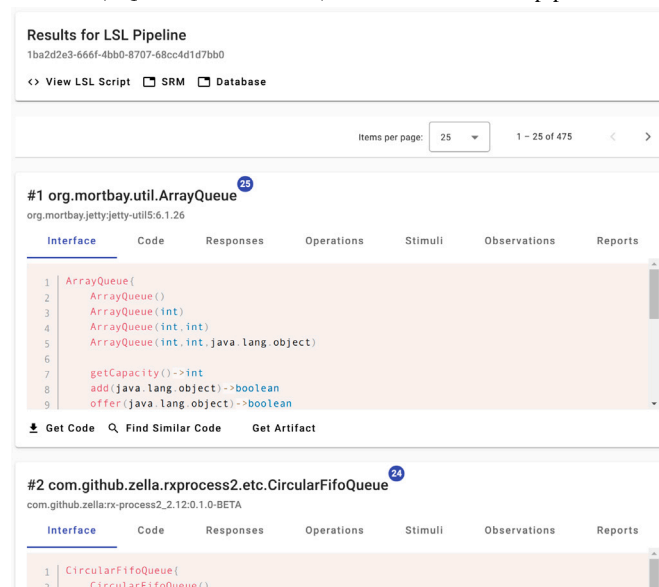 Results for LSL Pipeline
1ba2d2e3-666f-4bb0-8707-68cc4d1d7bb0
<> View LSL Script SRM Database
Items per page: 25 1 – 25 of 475
#1 org.mortbay.util.ArrayQueue 25
org.mortbay.jetty:jetty-util5:6.1.26
Interface Code Responses Operations Stimuli Observations Reports
1 ArrayQueue{
2 ArrayQueue()
3 ArrayQueue(int)
4 ArrayQueue(int,int)
5 ArrayQueue(int,int,java.lang.object)
6
7 getCapacity()->int
8 add(java.lang.object)->boolean
9 offer(java.lang.object)->boolean
Get Code Find Similar Code Get Artifact
#2 com.github.zella.rxprocess2.etc.CircularFifoQueue 24
com.github.zella:rx-process2_2.12:0.1.0-BETA
Interface Code Responses Operations Stimuli Observations Reports
1 CircularFifoQueue{
2 CircularFifoQueue()